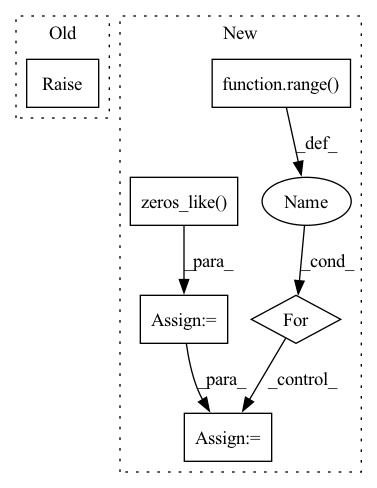 Old
New
Raise
function.range()
_def_
zeros_like()
Name
_para_
_cond_
Assign:=
For
_para_
_control_
Assign:=